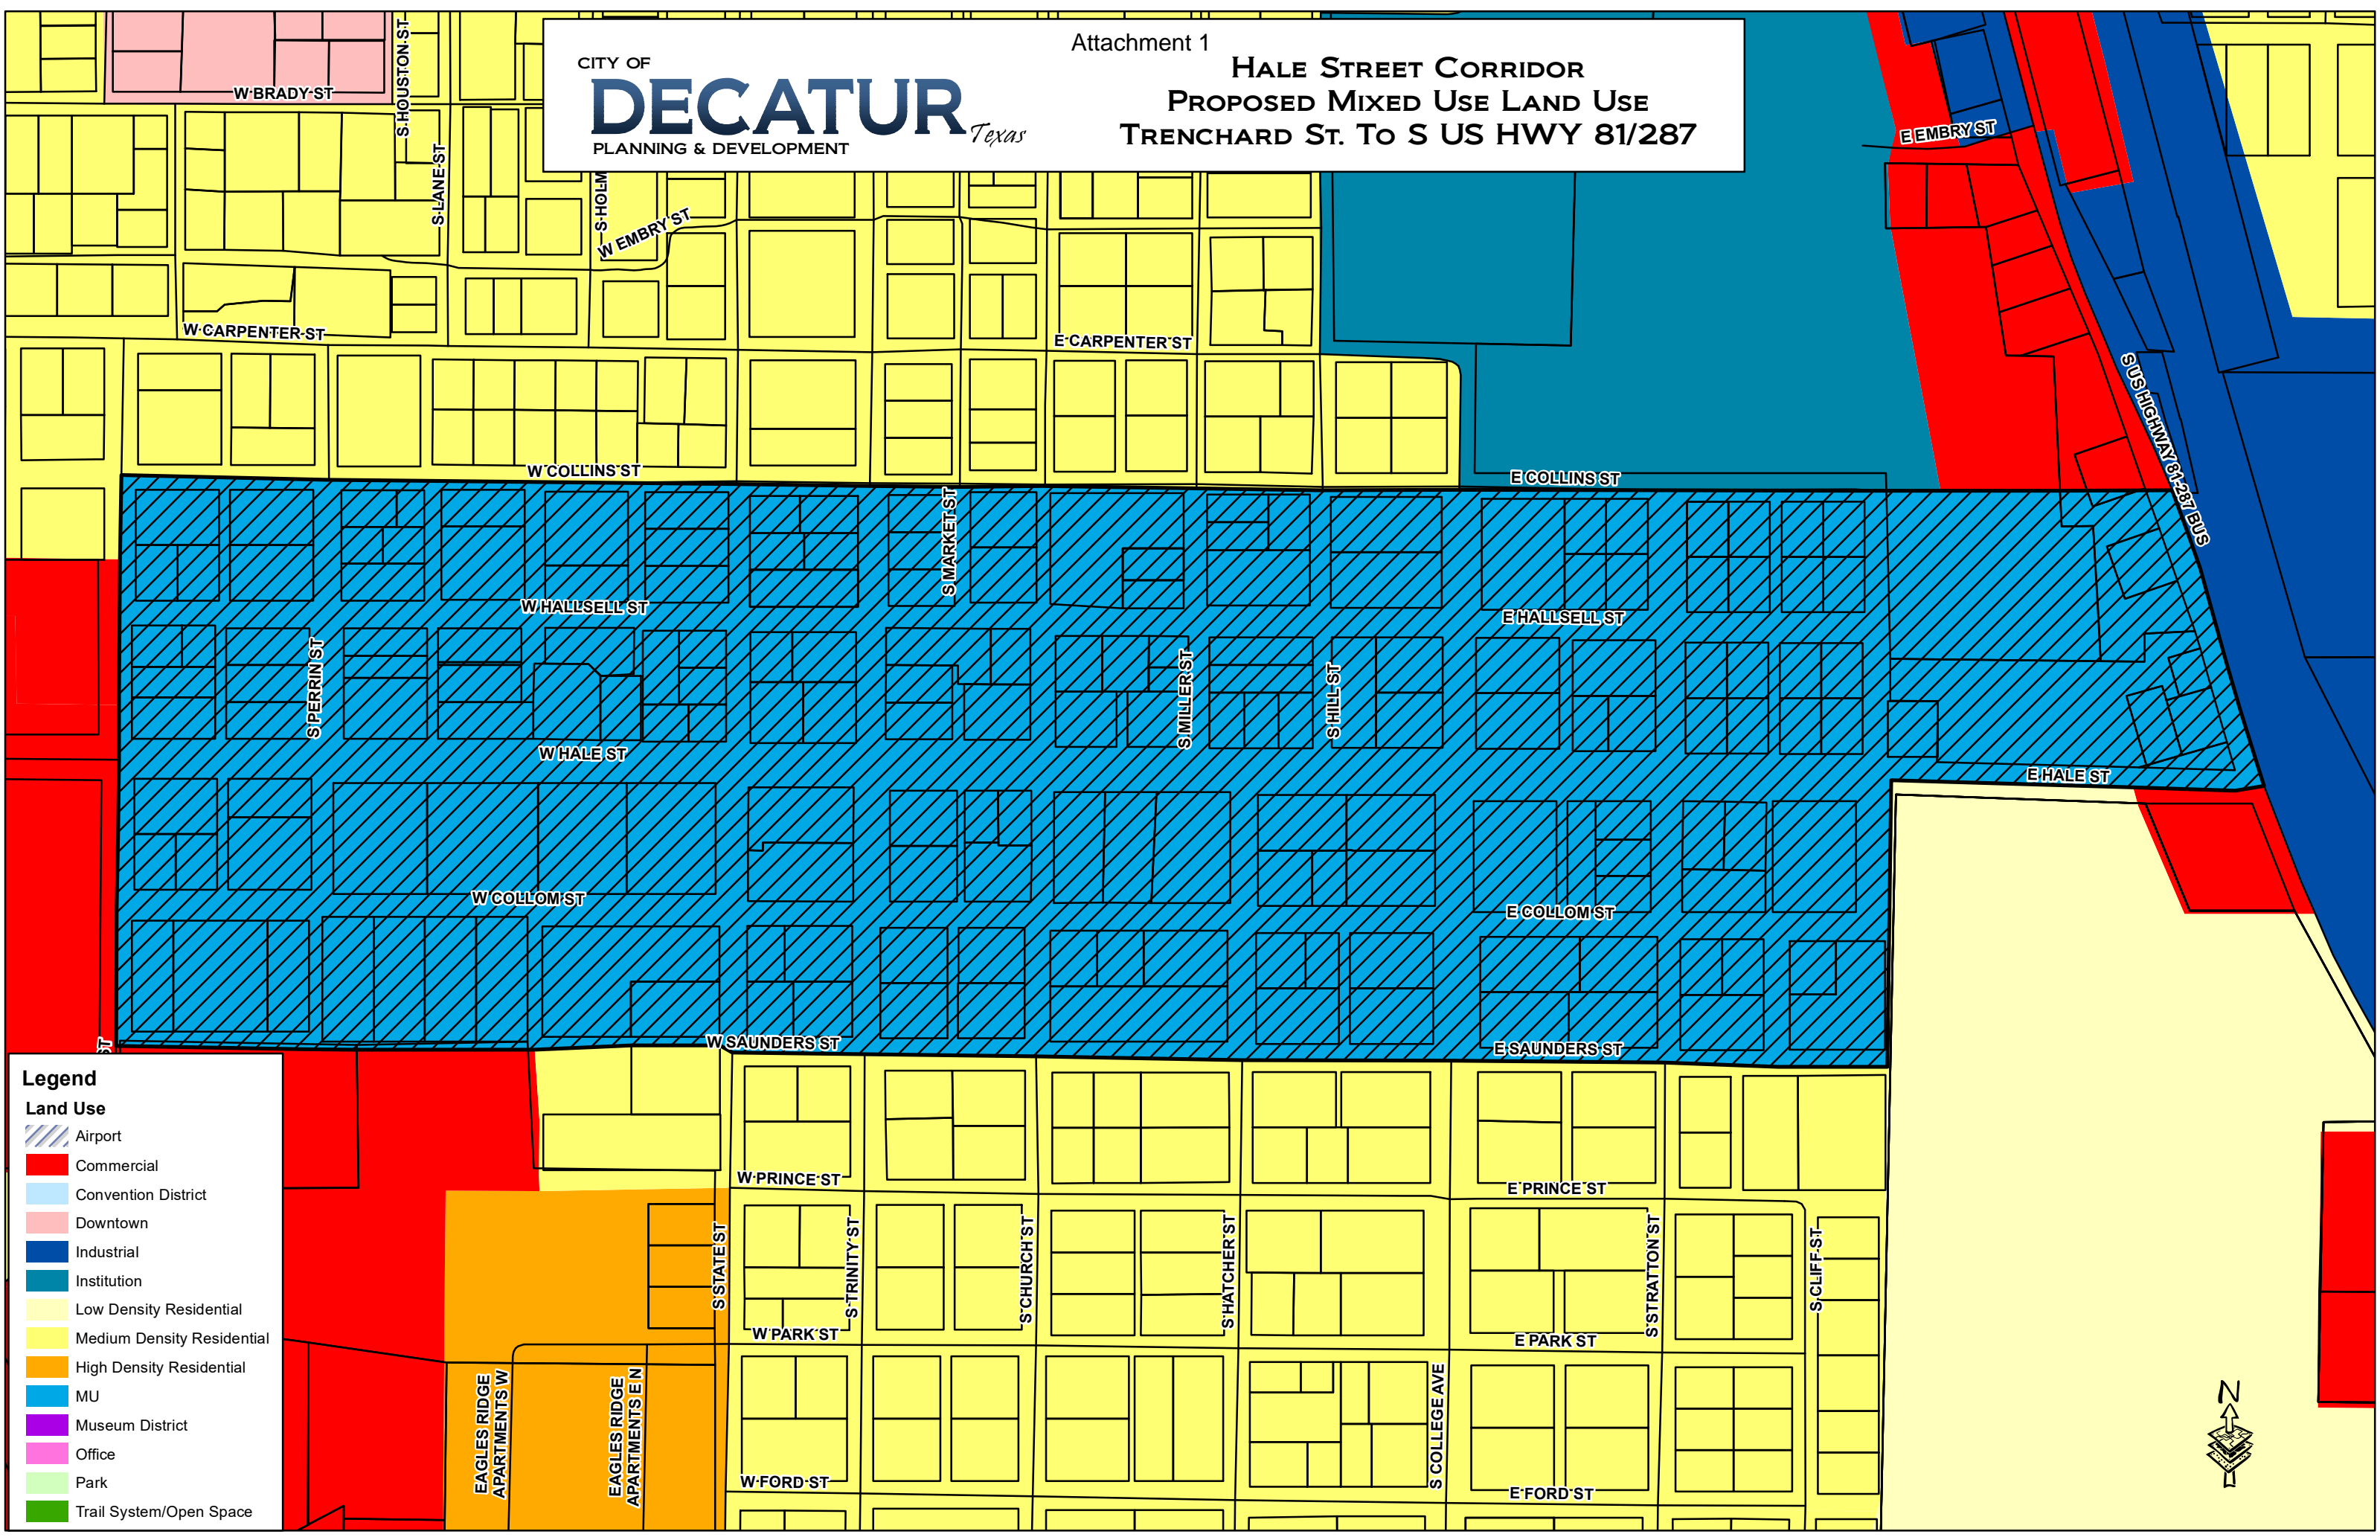 Attachment 1
CITY OF
DECATUR
Texas
PLANNING & DEVELOPMENT
HALE STREET CORRIDOR
PROPOSED MIXED USE LAND USE
TRENCHARD ST. TO S US HWY 81/287
W BRADY ST
S HOUSTON ST
S LANE ST
S HOLM
W EMBRY ST
E EMBRY ST
W CARPENTER ST
E CARPENTER ST
S US HIGHWAY 81-287 BUS
W COLLINS ST
E COLLINS ST
S MARKET ST
W HALLSELL ST
E HALLSELL ST
S PERRIN ST
S MILLER ST
S HILL ST
W HALE ST
E HALE ST
W COLLOM ST
E COLLOM ST
W SAUNDERS ST
E SAUNDERS ST
ST
W PRINCE ST
E PRINCE ST
S STATE ST
S TRINITY ST
S CHURCH ST
S HATCHER ST
S STRATTON ST
S CLIFF ST
W PARK ST
E PARK ST
EAGLES RIDGE
APARTMENTS W
EAGLES RIDGE
APARTMENTS E N
S COLLEGE AVE
W FORD ST
E FORD ST
N
Legend
Land Use
Airport
Commercial
Convention District
Downtown
Industrial
Institution
Low Density Residential
Medium Density Residential
High Density Residential
MU
Museum District
Office
Park
Trail System/Open Space